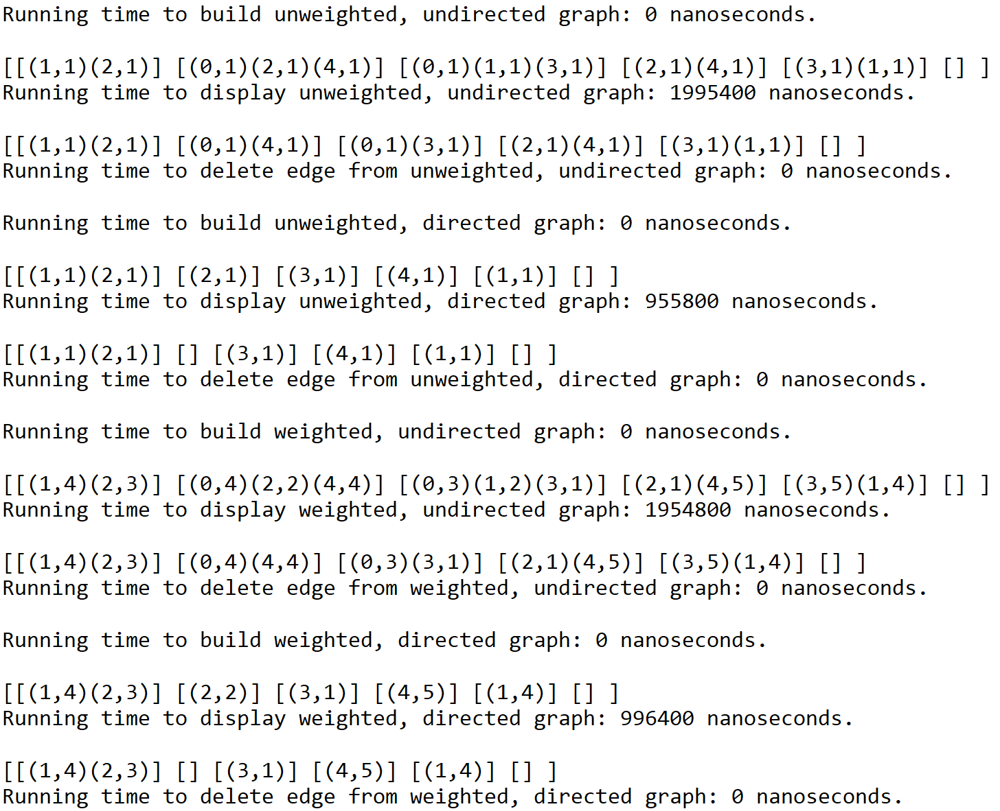 Running time to build unweighted, undirected graph: 0 nanoseconds.
[[(1,1)(2,1)] [(0,1)(2,1)(4,1)] [(0,1)(1,1)(3,1)] [(2,1)(4,1)] [(3,1)(1,1)] [] ]
Running time to display unweighted, undirected graph: 1995400 nanoseconds.
[[(1,1)(2,1)] [(0,1)(4,1)] [(0,1)(3,1)] [(2,1)(4,1)] [(3,1)(1,1)] [] ]
Running time to delete edge from unweighted, undirected graph: 0 nanoseconds.
Running time to build unweighted, directed graph: 0 nanoseconds.
[[(1,1)(2,1)] [(2,1)] [(3,1)] [(4,1)] [(1,1)] [] ]
Running time to display unweighted, directed graph: 955800 nanoseconds.
[[(1,1)(2,1)] [] [(3,1)] [(4,1)] [(1,1)] [] ]
Running time to delete edge from unweighted, directed graph: 0 nanoseconds.
Running time to build weighted, undirected graph: 0 nanoseconds.
[[(1,4)(2,3)] [(0,4)(2,2)(4,4)] [(0,3)(1,2)(3,1)] [(2,1)(4,5)] [(3,5)(1,4)] [] ]
Running time to display weighted, undirected graph: 1954800 nanoseconds.
[[(1,4)(2,3)] [(0,4)(4,4)] [(0,3)(3,1)] [(2,1)(4,5)] [(3,5)(1,4)] [] ]
Running time to delete edge from weighted, undirected graph: 0 nanoseconds.
Running time to build weighted, directed graph: 0 nanoseconds.
[[(1,4)(2,3)] [(2,2)] [(3,1)] [(4,5)] [(1,4)] [] ]
Running time to display weighted, directed graph: 996400 nanoseconds.
[[(1,4)(2,3)] [] [(3,1)] [(4,5)] [(1,4)] [] ]
Running time to delete edge from weighted, directed graph: 0 nanoseconds.